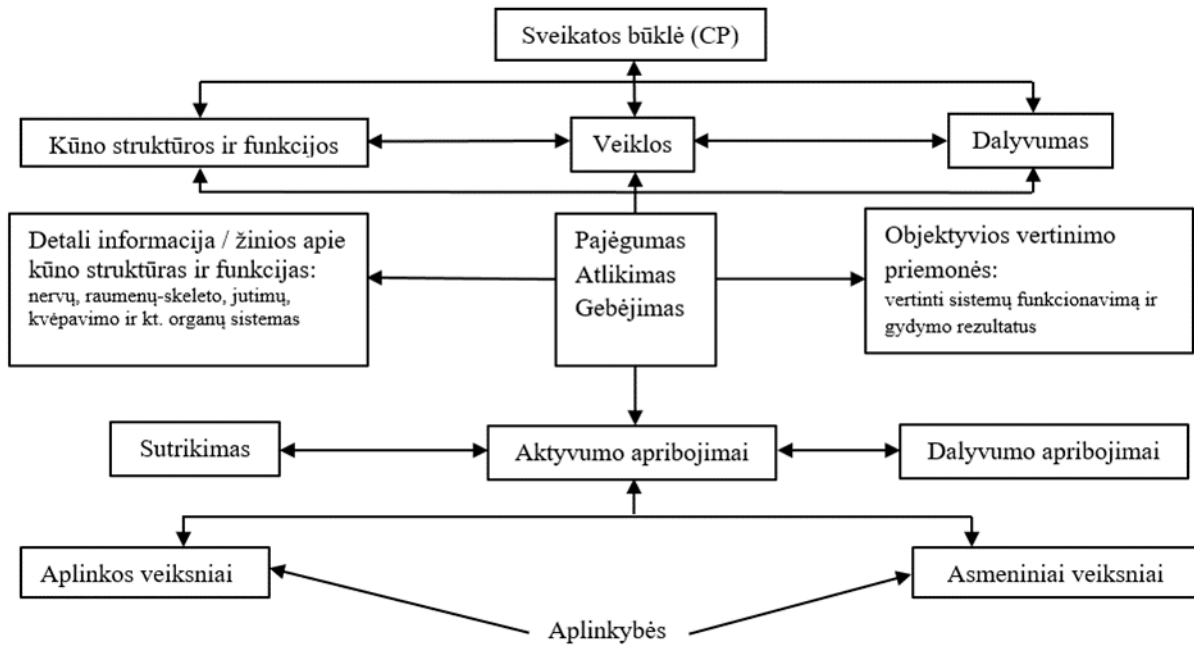 Sveikatos būklė (CP)
Kūno struktūros ir funkcijos
Veiklos
Dalyvumas
Detali informacija / žinios apie
kūno struktūras ir funkcijas:
nervų, raumenų-skeleto, jutimų,
kvėpavimo ir kt. organų sistemas
Pajėgumas
Atlikimas
Gebėjimas
Objektyvios vertinimo
priemonės:
vertinti sistemų funkcionavimą ir
gydymo rezultatus
Sutrikimas
Aktyvumo apribojimai
Dalyvumo apribojimai
Aplinkos veiksniai
Asmeniniai veiksniai
Aplinkybės